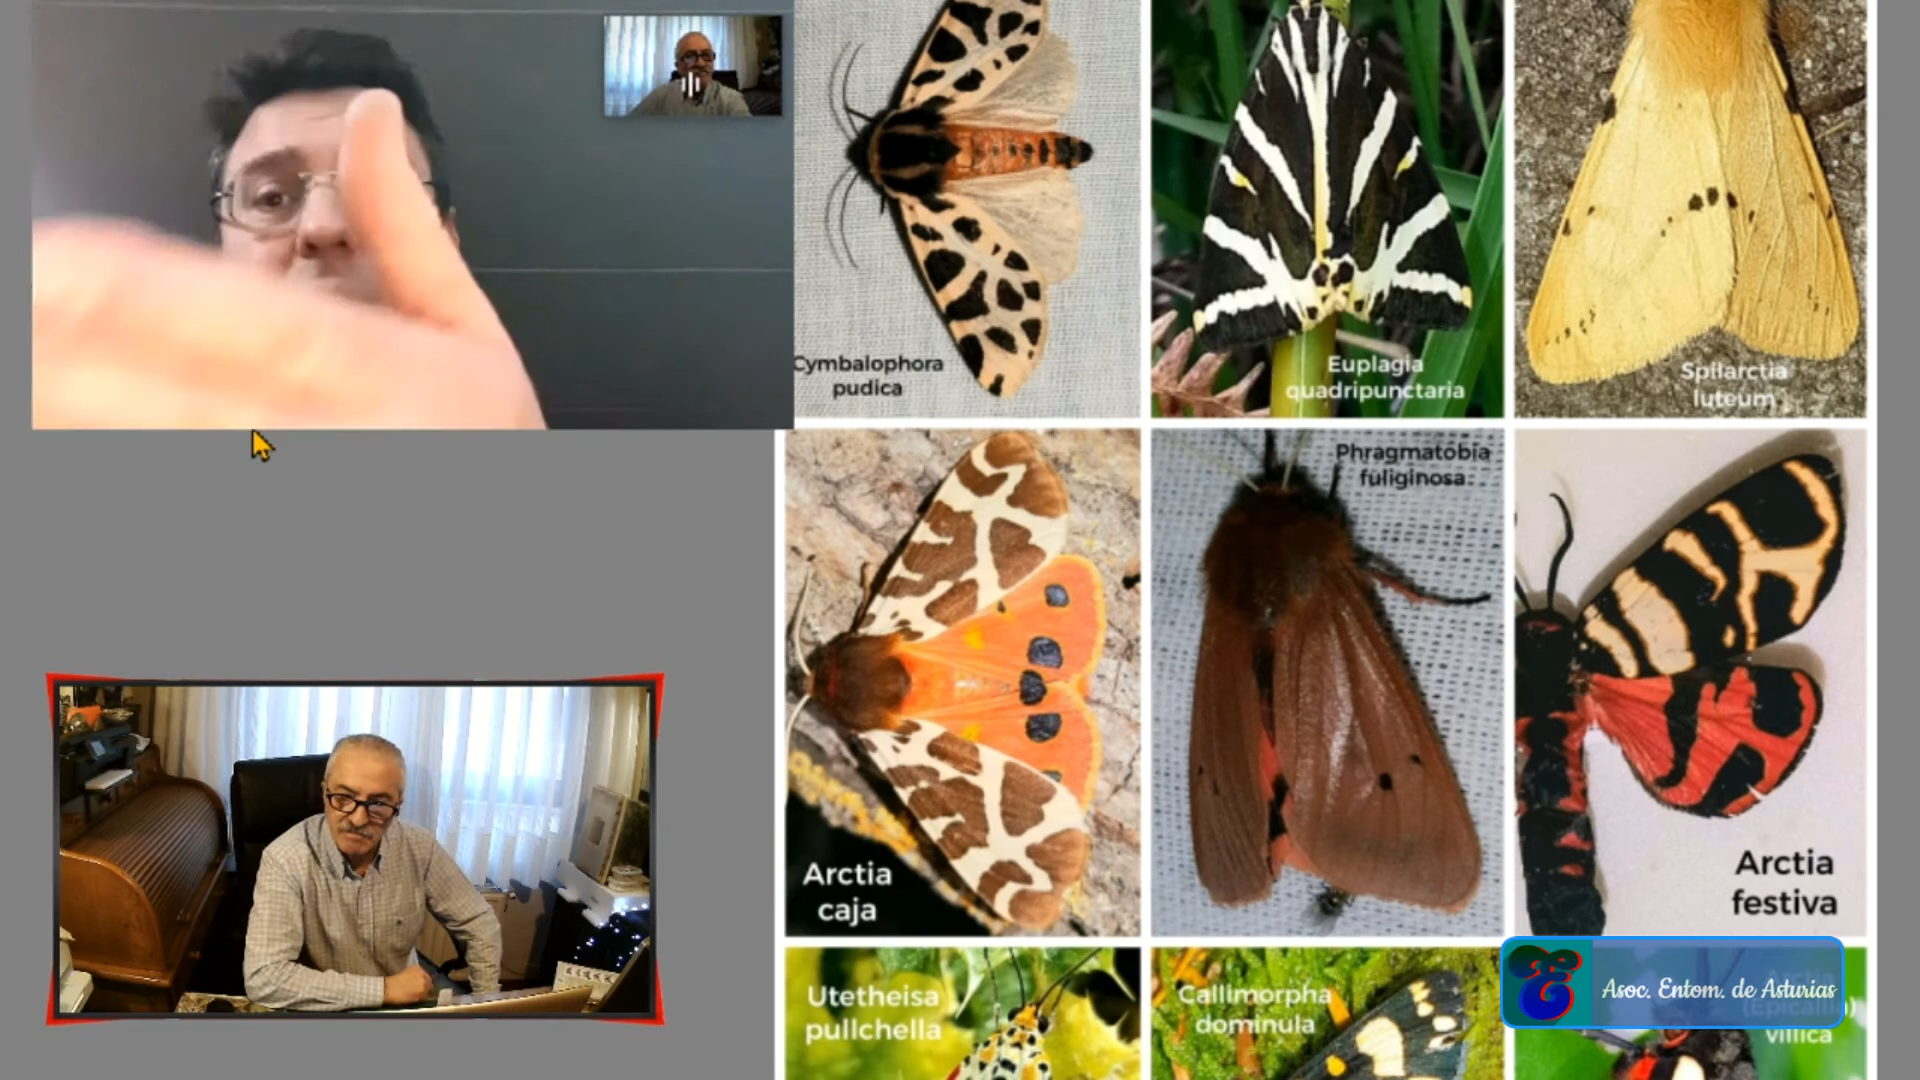 Cymbalophora
pudica
Euplagia
quadripunctaria
Spilarctia
luteum
Phragmatobia
fuliginosa
Arctia
caja
Arctia
festiva
Utetheisa
pullchella
Callimorpha
dominula
Arctia
villica
Asoc. Entom. de Asturias